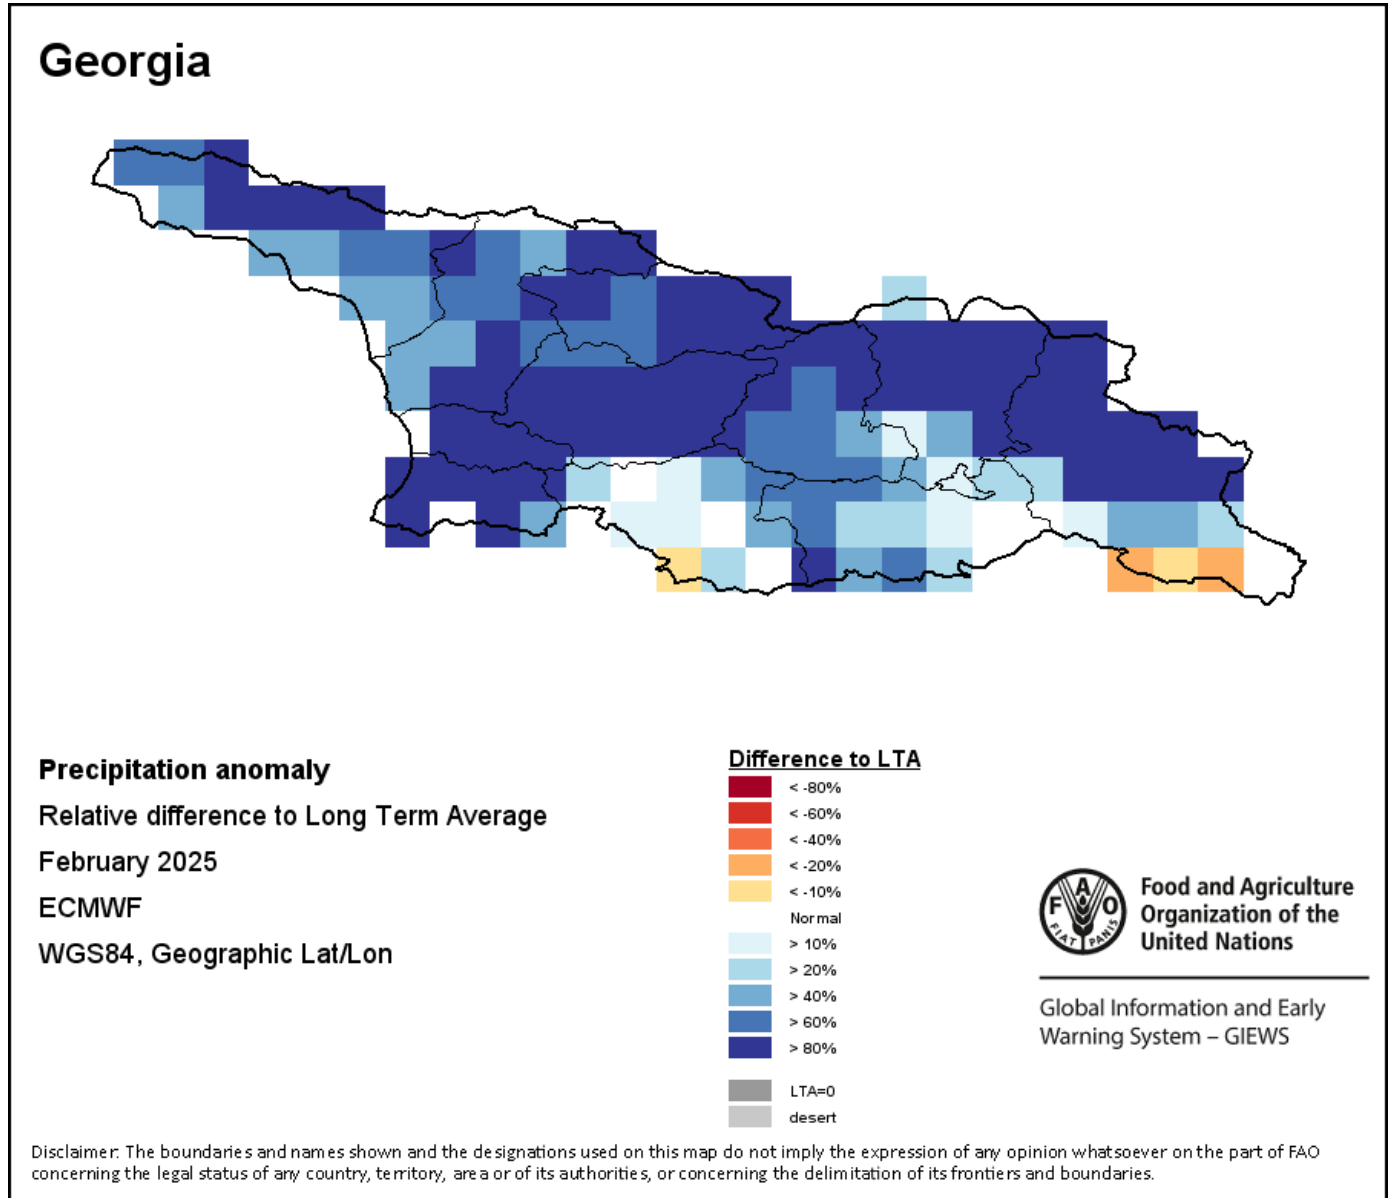 Georgia
Precipitation anomaly
Relative difference to Long Term Average
February 2025
ECMWF
WGS84, Geographic Lat/Lon
Difference to LTA
< -80%
< -60%
< -40%
< -20%
< -10%
Normal
> 10%
> 20%
> 40%
> 60%
> 80%
LTA=0
desert
F A O
FIAT PANIS
Food and Agriculture
Organization of the
United Nations
Global Information and Early
Warning System – GIEWS
Disclaimer: The boundaries and names shown and the designations used on this map do not imply the expression of any opinion whatsoever on the part of FAO
concerning the legal status of any country, territory, area or of its authorities, or concerning the delimitation of its frontiers and boundaries.